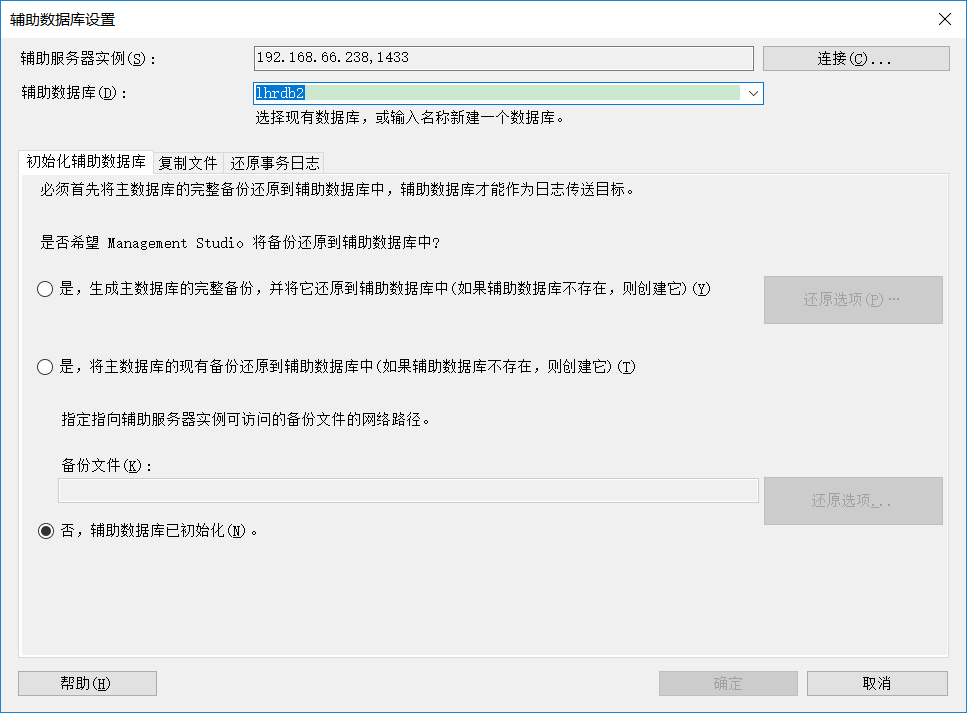 辅助数据库设置
辅助服务器实例(S)：
192.168.66.238,1433
连接(C)...
辅助数据库(D)：
lhrdb2
选择现有数据库，或输入名称新建一个数据库。
初始化辅助数据库 复制文件 还原事务日志
必须首先将主数据库的完整备份还原到辅助数据库中，辅助数据库才能作为日志传送目标。
是否希望 Management Studio 将备份还原到辅助数据库中?
是，生成主数据库的完整备份，并将它还原到辅助数据库中(如果辅助数据库不存在，则创建它)(Y)
还原选项(P)…
是，将主数据库的现有备份还原到辅助数据库中(如果辅助数据库不存在，则创建它)(T)
指定指向辅助服务器实例可访问的备份文件的网络路径。
备份文件(K)：
还原选项...
否，辅助数据库已初始化(N)。
帮助(H)
确定
取消